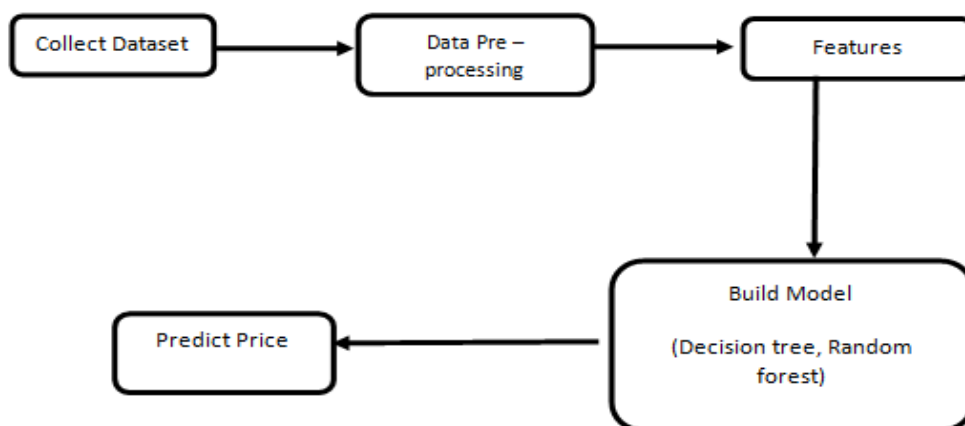 Collect Dataset
Data Pre –
processing
Features
Build Model
(Decision tree, Random
forest)
Predict Price